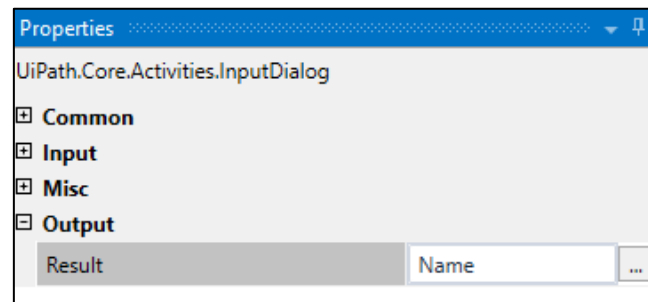 Properties
UiPath.Core.Activities.InputDialog
Common
Input
Misc
Output
Result Name ...